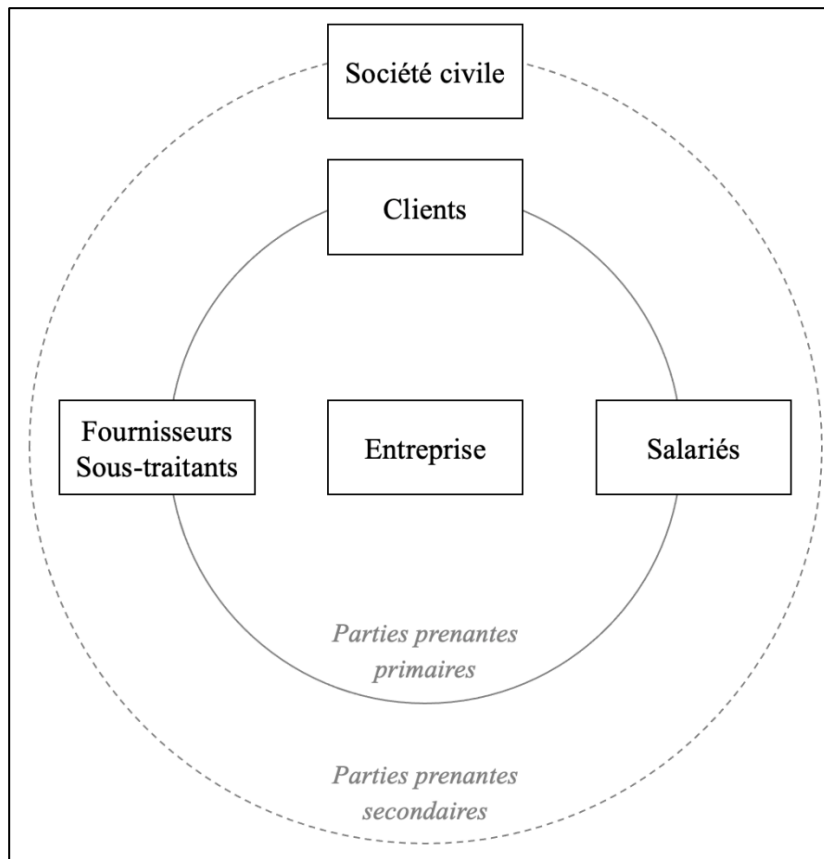 Société civile
Clients
Fournisseurs
Sous-traitants
Entreprise
Salariés
Parties prenantes
primaires
Parties prenantes
secondaires